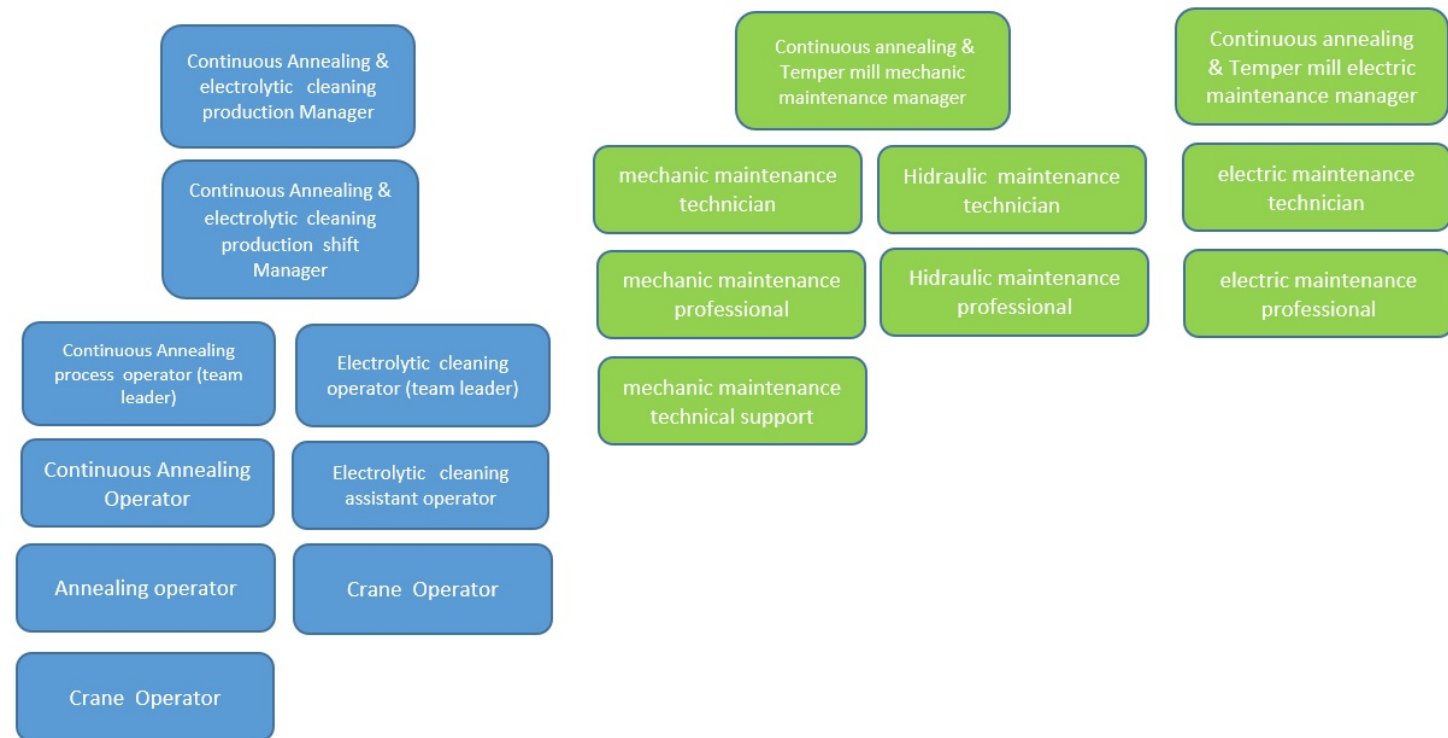 Continuous Annealing &
electrolytic cleaning
production Manager
Continuous Annealing &
electrolytic cleaning
production shift
Manager
Continuous Annealing
process operator (team
leader)
Electrolytic cleaning
operator (team leader)
Continuous Annealing
Operator
Electrolytic cleaning
assistant operator
Annealing operator
Crane Operator
Crane Operator
Continuous annealing &
Temper mill mechanic
maintenance manager
mechanic maintenance
technician
Hidraulic maintenance
technician
mechanic maintenance
professional
Hidraulic maintenance
professional
mechanic maintenance
technical support
Continuous annealing
& Temper mill electric
maintenance manager
electric maintenance
technician
electric maintenance
professional